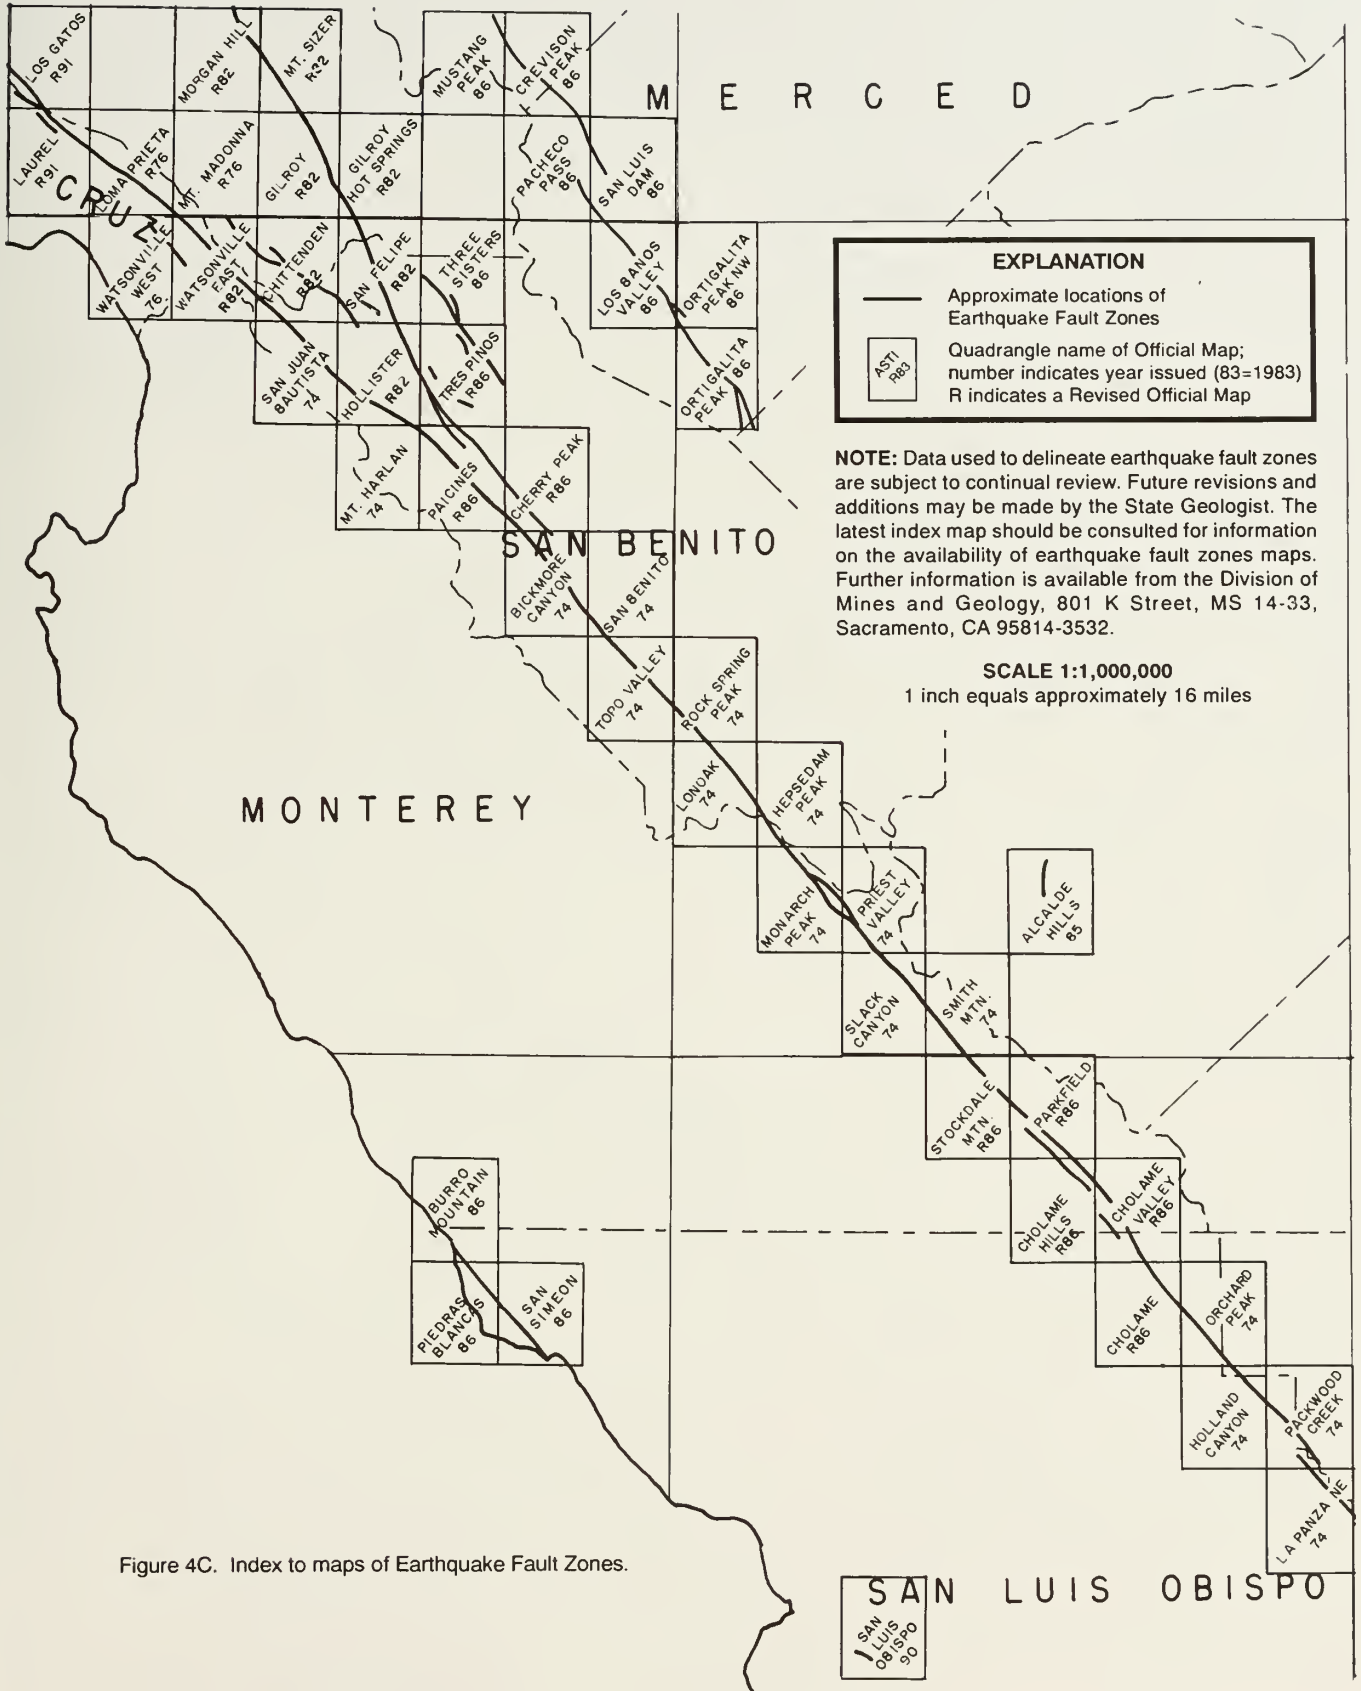 LOS GATOS
R91
MORGAN HILL
R82
MT. SIZER
R82
MUSTANG
PEAK
86
CREVISON
PEAK
86
MERCED
LAUREL
R91
LOMA PRIETA
R76
MT. MADONNA
R76
GILROY
R82
GILROY
HOT SPRINGS
R82
PACHECO
PASS
86
SAN LUIS
DAM
86
CRUZ
WATSONVILLE
WEST
76
WATSONVILLE
EAST
R82
CHITTENDEN
R82
SAN FELIPE
R82
THREE
SISTERS
86
LOS BANOS
VALLEY
86
ORTIGALITA
PEAK NW
86
SAN JUAN
BAUTISTA
74
HOLLISTER
R82
TRES PINOS
R86
ORTIGALITA
PEAK 86
EXPLANATION
Approximate locations of
Earthquake Fault Zones
ASTI
R83
Quadrangle name of Official Map;
number indicates year issued (83=1983)
R indicates a Revised Official Map
MT. HARLAN
74
PAICINES
R86
CHERRY PEAK
R86
NOTE: Data used to delineate earthquake fault zones
are subject to continual review. Future revisions and
additions may be made by the State Geologist. The
latest index map should be consulted for information
on the availability of earthquake fault zones maps.
Further information is available from the Division of
Mines and Geology, 801 K Street, MS 14-33,
Sacramento, CA 95814-3532.
SCALE 1:1,000,000
1 inch equals approximately 16 miles
SAN BENITO
BICKMORE
CANYON
74
SAN BENITO
74
TOPO VALLEY
74
ROCK SPRING
PEAK
74
MONTEREY
LONOAK
74
HEPSEDAM
PEAK
74
MONARCH
PEAK
74
PRIEST
VALLEY
74
ALCALDE
HILLS
85
SLACK
CANYON
74
SMITH
MTN.
74
STOCKDALE
MTN.
R86
PARKFIELD
R86
BURRO
MOUNTAIN
86
CHOLAME
HILLS
R86
CHOLAME
VALLEY
R86
PIEDRAS
BLANCAS
86
SAN
SIMEON
86
CHOLAME
R86
ORCHARD
PEAK
74
HOLLAND
CANYON
74
PACKWOOD
CREEK
74
LA PANZA NE
74
Figure 4C. Index to maps of Earthquake Fault Zones.
SAN LUIS OBISPO
SAN
LUIS
OBISPO
90